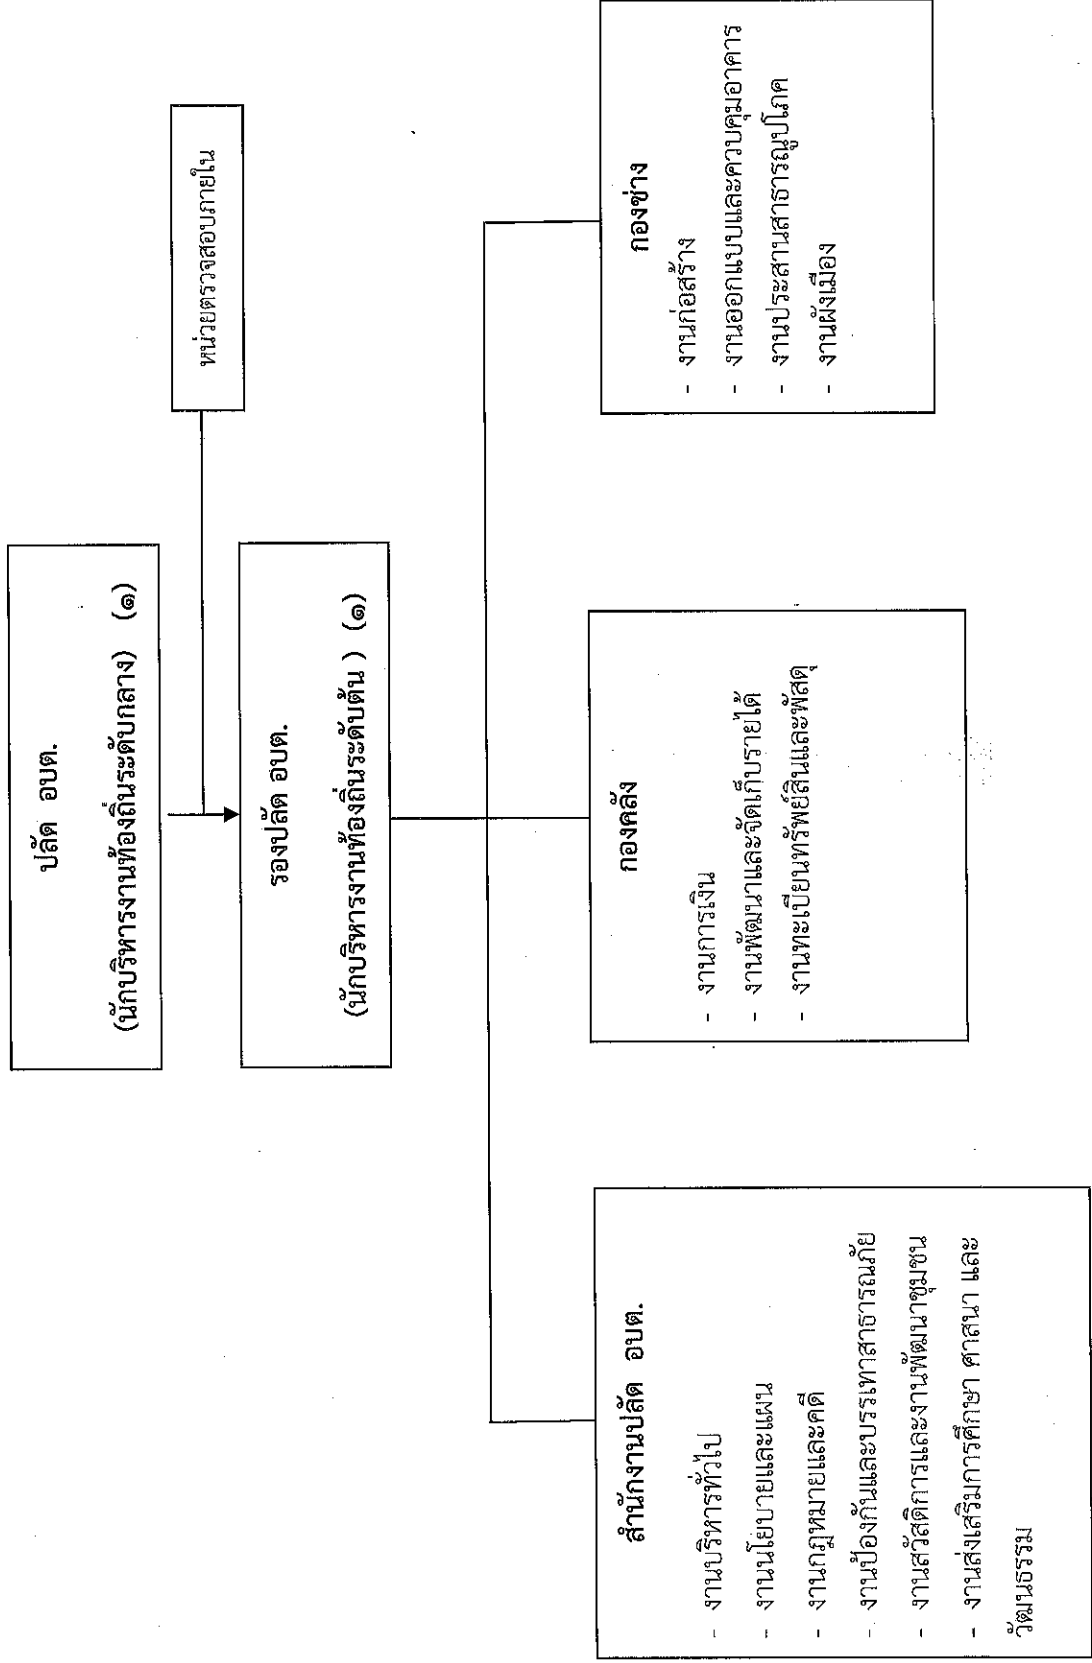 ปลัด อบต.
(นักบริหารงานท้องถิ่นระดับกลาง) (๑)
หน่วยตรวจสอบภายใน
รองปลัด อบต.
(นักบริหารงานท้องถิ่นระดับต้น ) (๑)
สำนักงานปลัด อบต.
- งานบริหารทั่วไป
- งานนโยบายและแผน
- งานกฎหมายและคดี
- งานป้องกันและบรรเทาสาธารณภัย
- งานสวัสดิการและงานพัฒนาชุมชน
- งานส่งเสริมการศึกษา ศาสนา และ
วัฒนธรรม
กองคลัง
- งานการเงิน
- งานพัฒนาและจัดเก็บรายได้
- งานทะเบียนทรัพย์สินและพัสดุ
กองช่าง
- งานก่อสร้าง
- งานออกแบบและควบคุมอาคาร
- งานประสานสาธารณูปโภค
- งานผังเมือง